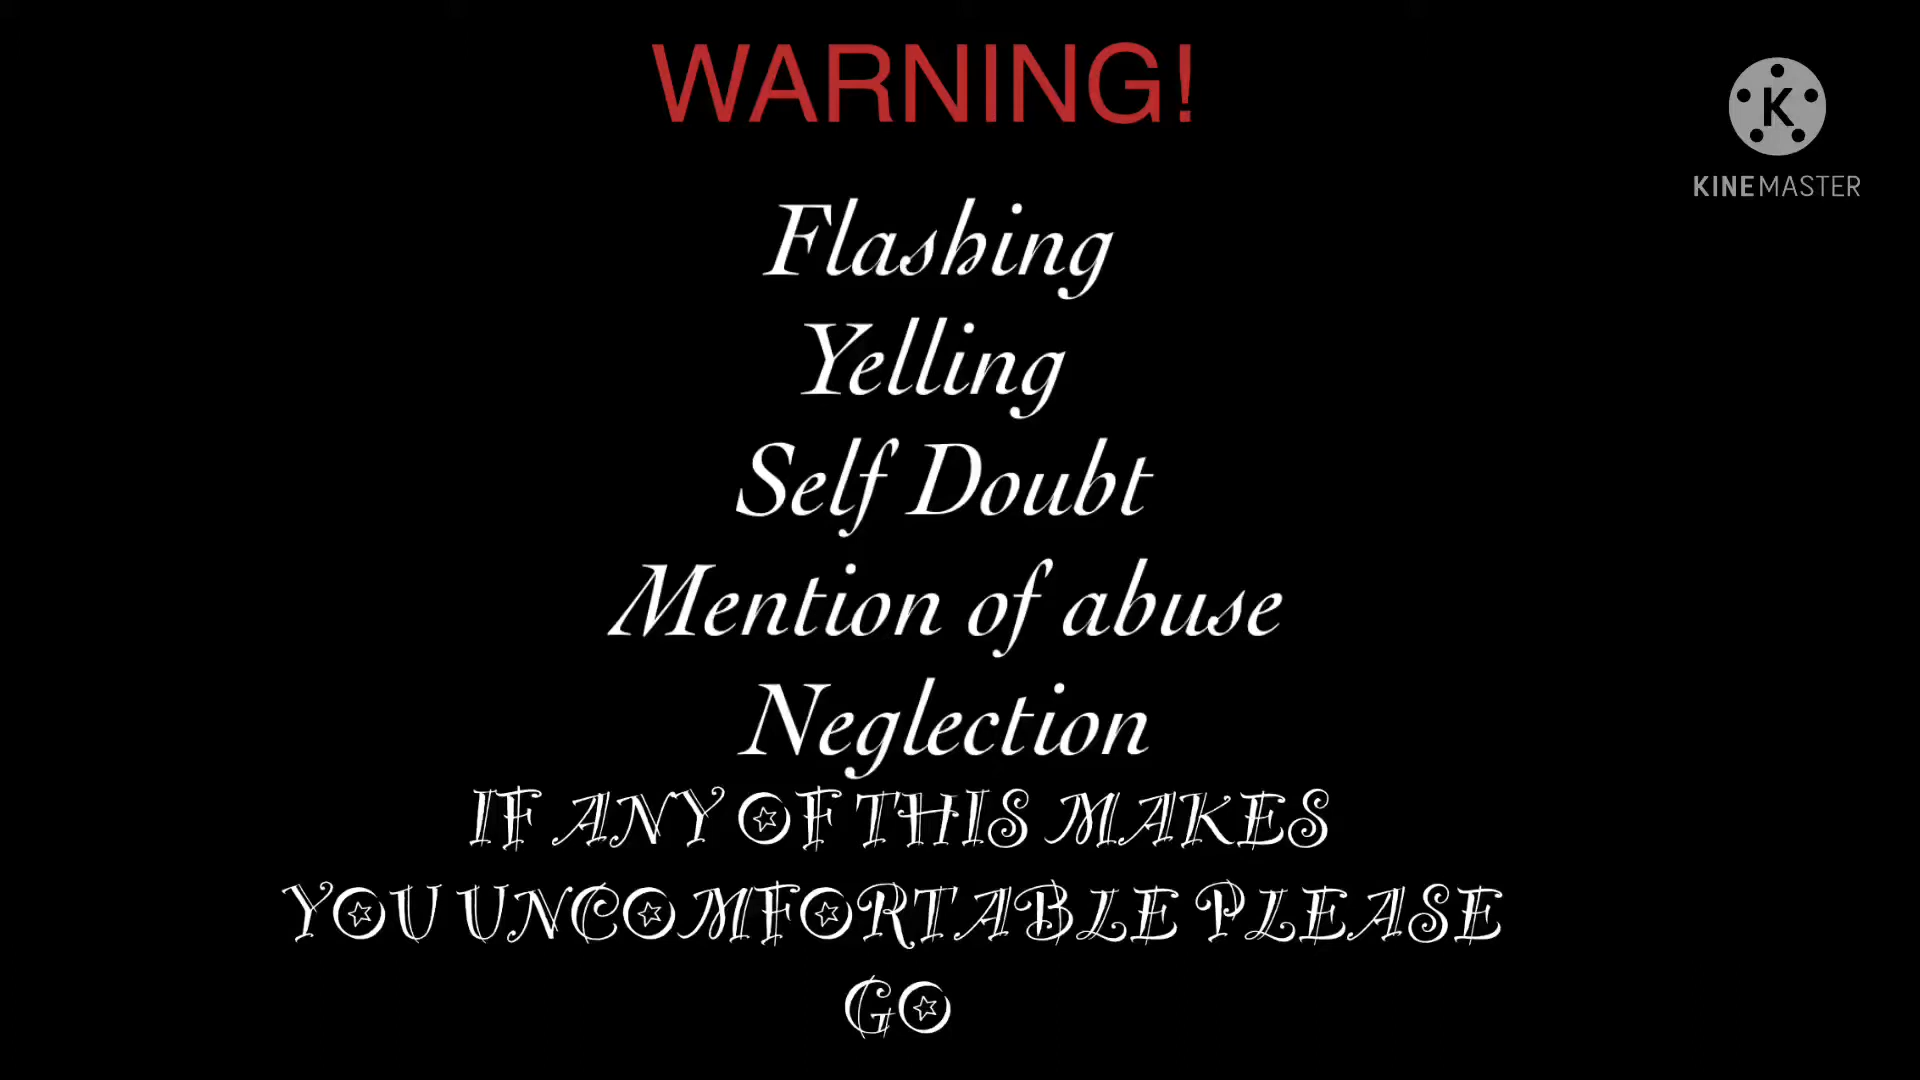 WARNING!
K
KINEMASTER
Flashing
Yelling
Self Doubt
Mention of abuse
Neglection
IF ANY OF THIS MAKES
YOU UNCOMFORTABLE PLEASE
GO